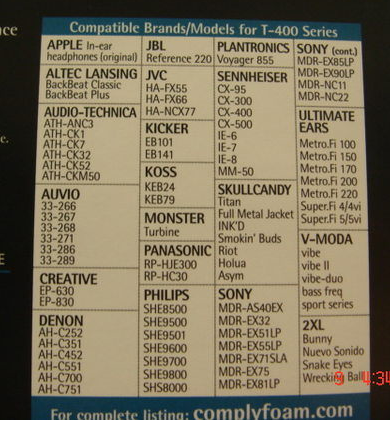 Compatible Brands/Models for T-400 Series
APPLE In-ear
headphones (original)
ALTEC LANSING
BackBeat Classic
BackBeat Plus
AUDIO-TECHNICA
ATH-ANC3
ATH-CK1
ATH-CK7
ATH-CK32
ATH-CK52
ATH-CKM50
AUVIO
33-266
33-267
33-268
33-271
33-286
33-289
CREATIVE
EP-630
EP-830
DENON
AH-C252
AH-C351
AH-C452
AH-C551
AH-C700
AH-C751
JBL
Reference 220
JVC
HA-FX55
HA-FX66
HA-NCX77
KICKER
EB101
EB141
KOSS
KEB24
KEB79
MONSTER
Turbine
PANASONIC
RP-HJE300
RP-HC30
PHILIPS
SHE8500
SHE9500
SHE9501
SHE9600
SHE9700
SHE9800
SHS8000
PLANTRONICS
Voyager 855
SENNHEISER
CX-95
CX-300
CX-400
CX-500
IE-6
IE-7
IE-8
MM-50
SKULLCANDY
Titan
Full Metal Jacket
INK'D
Smokin' Buds
Riot
Holua
Asym
SONY
MDR-AS40EX
MDR-EX32
MDR-EX51LP
MDR-EX55LP
MDR-EX71SLA
MDR-EX75
MDR-EX81LP
SONY (cont.)
MDR-EX85LP
MDR-EX90LP
MDR-NC11
MDR-NC22
ULTIMATE
EARS
Metro.Fi 100
Metro.Fi 150
Metro.Fi 170
Metro.Fi 200
Metro.Fi 220
Super.Fi 4/4vi
Super.Fi 5/5vi
V-MODA
vibe
vibe II
vibe-duo
bass freq
sport series
2XL
Bunny
Nuevo Sonido
Snake Eyes
Wrecking Ball
For complete listing: complyfoam.com